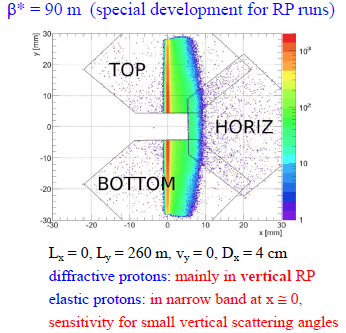 β* = 90 m (special development for RP runs)
y [mm]
30
20
10
0
-10
-20
-30
TOP
HORIZ
BOTTOM
10³
10²
10
1
-30 -20 -10 0 10 20 30
x [mm]
Lₓ = 0, Lᵧ = 260 m, vᵧ = 0, Dₓ = 4 cm
diffractive protons: mainly in vertical RP
elastic protons: in narrow band at x ≅ 0,
sensitivity for small vertical scattering angles